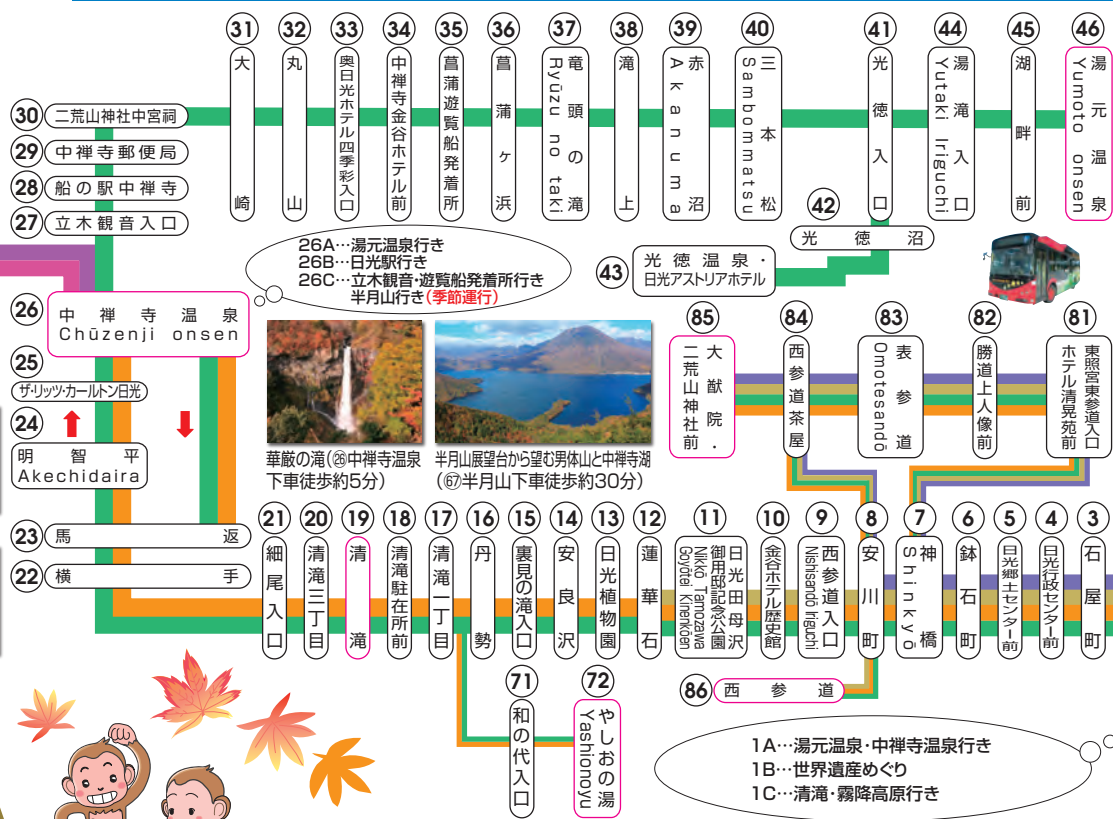 31
大崎
32
丸山
33
奥日光ホテル四季彩入口
34
中禅寺金谷ホテル前
35
菖蒲遊覧船発着所
36
菖蒲ヶ浜
37
竜頭の滝
Ryūzu no taki
38
滝上
39
赤沼
Akanuma
40
三本松
Sambommatsu
41
光徳入口
44
湯滝入口
Yutaki Iriguchi
45
湖畔前
46
湯元温泉
Yumoto onsen
30
二荒山神社中宮祠
29
中禅寺郵便局
28
船の駅中禅寺
27
立木観音入口
42
光徳沼
43
光徳温泉・
日光アストリアホテル
26A…湯元温泉行き
26B…日光駅行き
26C…立木観音・遊覧船発着所行き
半月山行き(季節運行)
26
中禅寺温泉
Chūzenji onsen
25
ザ・リッツ・カールトン日光
24
明智平
Akechidaira
23
馬返
22
横手
華厳の滝(㉖中禅寺温泉
下車徒歩約5分)
半月山展望台から望む男体山と中禅寺湖
(67半月山下車徒歩約30分)
85
大猷院・
二荒山神社前
84
西参道茶屋
83
表参道
Omotesandō
82
勝道上人像前
81
東照宮東参道入口
ホテル清晃苑前
21
細尾入口
20
清滝三丁目
19
清滝
18
清滝駐在所前
17
清滝一丁目
16
丹勢
15
裏見の滝入口
14
安良沢
13
日光植物園
12
蓮華石
11
日光田母沢
御用邸記念公園
Nikkō Tamozawa
Goyōtei Kinenkōen
10
金谷ホテル歴史館
9
西参道入口
Nishisandō Iriguchi
8
安川町
7
神橋
Shinkyō
6
鉢石町
5
日光郷土センター前
4
日光行政センター前
3
石屋町
71
和の代入口
72
やしおの湯
Yashionoyu
86
西参道
1A…湯元温泉・中禅寺温泉行き
1B…世界遺産めぐり
1C…清滝・霧降高原行き